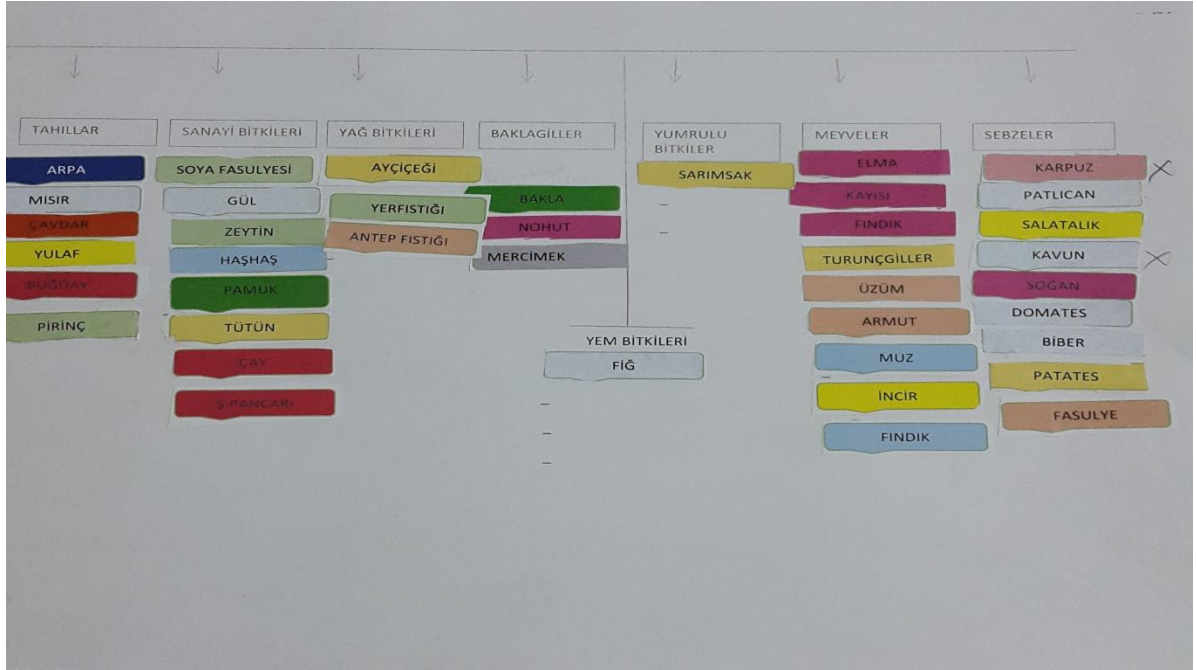 TAHILLAR
ARPA
MISIR
ÇAVDAR
YULAF
BUĞDAY
PİRİNÇ
SANAYİ BİTKİLERİ
SOYA FASULYESİ
GÜL
ZEYTİN
HAŞHAŞ
PAMUK
TÜTÜN
ÇAY
Ş.PANCARI
YAĞ BİTKİLERİ
AYÇİÇEĞİ
YERFISTIĞI
ANTEP FISTIĞI
BAKLAGİLLER
BAKLA
NOHUT
MERCİMEK
YEM BİTKİLERİ
FİĞ
YUMRULU
BİTKİLER
SARIMSAK
MEYVELER
ELMA
KAYISI
FINDIK
TURUNÇGİLLER
ÜZÜM
ARMUT
MUZ
İNCİR
FINDIK
SEBZELER
KARPUZ
PATLICAN
SALATALIK
KAVUN
SOĞAN
DOMATES
BİBER
PATATES
FASULYE